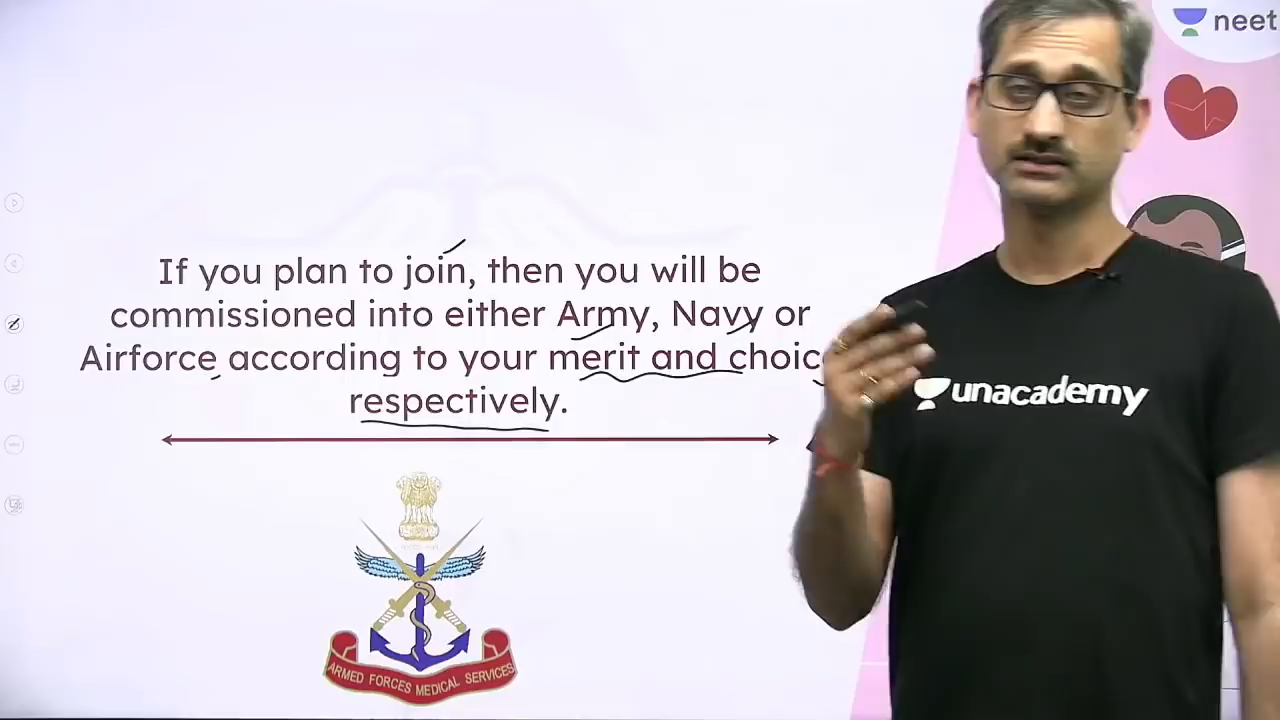 neet
If you plan to join, then you will be
commissioned into either Army, Navy or
Airforce according to your merit and choic
respectively.
unacademy
ARMED FORCES MEDICAL SERVICES